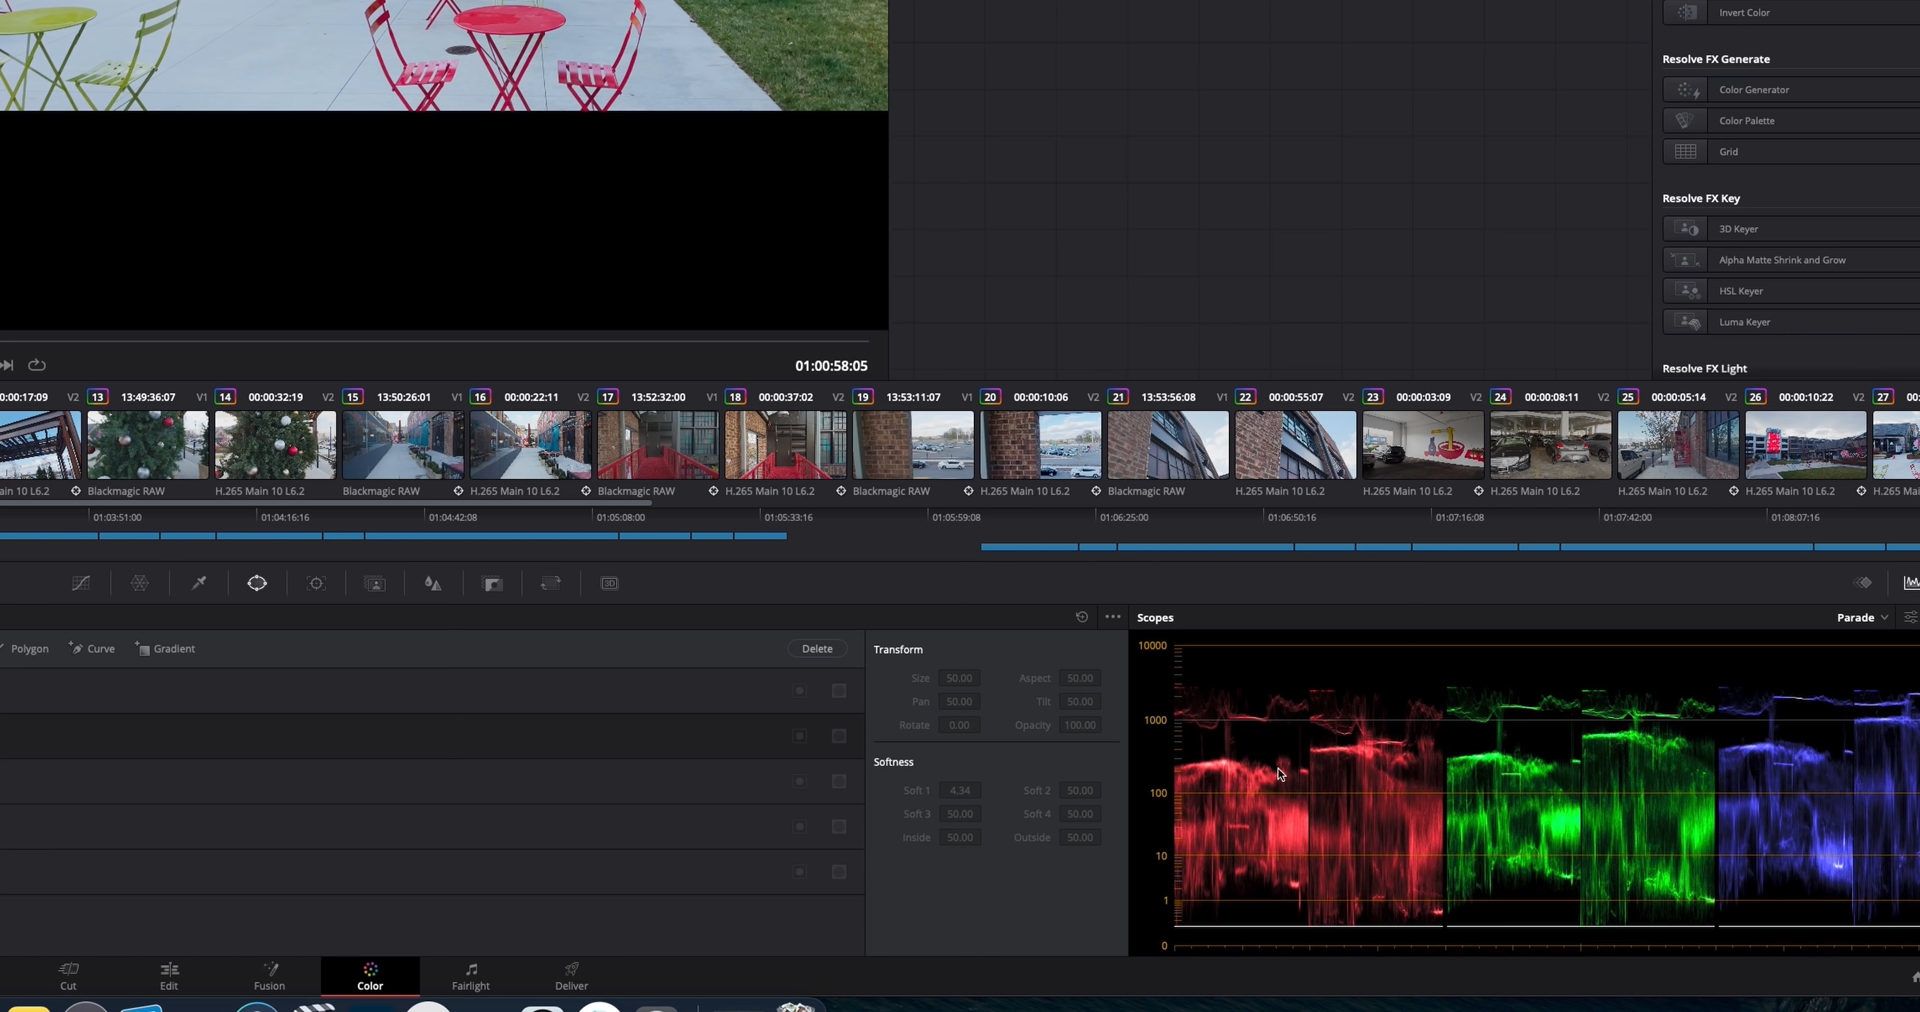 Invert Color
Resolve FX Generate
Color Generator
Color Palette
Grid
Resolve FX Key
3D Keyer
Alpha Matte Shrink and Grow
HSL Keyer
Luma Keyer
Resolve FX Light
01:00:58:05
0:00:17:09 V2 13 13:49:36:07 V1 14 00:00:32:19 V2 15 13:50:26:01 V1 16 00:00:22:11 V2 17 13:52:32:00 V1 18 00:00:37:02 V2 19 13:53:11:07 V1 20 00:00:10:06 V2 21 13:53:56:08 V1 22 00:00:55:07 V2 23 00:00:03:09 V2 24 00:00:08:11 V2 25 00:00:05:14 V2 26 00:00:10:22 V2 27 00:
ain 10 L6.2 Blackmagic RAW H.265 Main 10 L6.2 Blackmagic RAW H.265 Main 10 L6.2 Blackmagic RAW H.265 Main 10 L6.2 Blackmagic RAW H.265 Main 10 L6.2 Blackmagic RAW H.265 Main 10 L6.2 H.265 Main 10 L6.2 H.265 Main 10 L6.2 H.265 Main 10 L6.2 H.265 Main 10 L6.2 H.265 Mai
01:03:51:00 01:04:16:16 01:04:42:08 01:05:08:00 01:05:33:16 01:05:59:08 01:06:25:00 01:06:50:16 01:07:16:08 01:07:42:00 01:08:07:16
3D
Scopes Parade
Polygon Curve Gradient Delete
Transform
Size 50.00 Aspect 50.00
Pan 50.00 Tilt 50.00
Rotate 0.00 Opacity 100.00
Softness
Soft 1 4.34 Soft 2 50.00
Soft 3 50.00 Soft 4 50.00
Inside 50.00 Outside 50.00
10000
1000
100
10
1
0
Cut Edit Fusion Color Fairlight Deliver